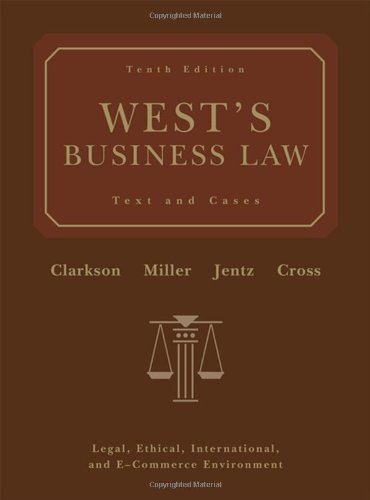 Tenth Edition
WEST'S
BUSINESS LAW
Text and Cases
Clarkson Miller Jentz Cross
Legal, Ethical, International,
and E-Commerce Environment